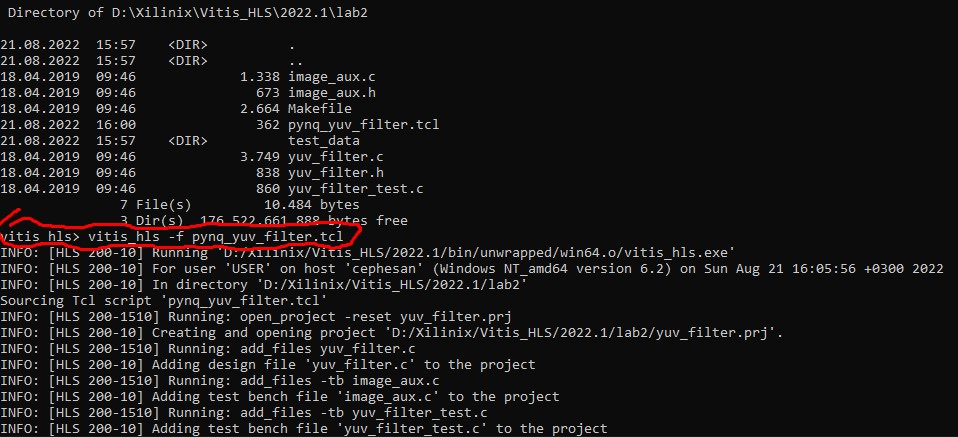 Directory of D:\Xilinix\Vitis_HLS\2022.1\lab2
21.08.2022  15:57    <DIR>          .
21.08.2022  15:57    <DIR>          ..
18.04.2019  09:46             1.338 image_aux.c
18.04.2019  09:46               673 image_aux.h
18.04.2019  09:46             2.664 Makefile
21.08.2022  16:00               362 pynq_yuv_filter.tcl
21.08.2022  15:57    <DIR>          test_data
18.04.2019  09:46             3.749 yuv_filter.c
18.04.2019  09:46               838 yuv_filter.h
18.04.2019  09:46               860 yuv_filter_test.c
7 File(s)         10.484 bytes
3 Dir(s)  176.522.661.888 bytes free
vitis_hls> vitis_hls -f pynq_yuv_filter.tcl
INFO: [HLS 200-10] Running 'D:/Xilinix/Vitis_HLS/2022.1/bin/unwrapped/win64.o/vitis_hls.exe'
INFO: [HLS 200-10] For user 'USER' on host 'cephesan' (Windows NT_amd64 version 6.2) on Sun Aug 21 16:05:56 +0300 2022
INFO: [HLS 200-10] In directory 'D:/Xilinix/Vitis_HLS/2022.1/lab2'
Sourcing Tcl script 'pynq_yuv_filter.tcl'
INFO: [HLS 200-1510] Running: open_project -reset yuv_filter.prj
INFO: [HLS 200-10] Creating and opening project 'D:/Xilinix/Vitis_HLS/2022.1/lab2/yuv_filter.prj'.
INFO: [HLS 200-1510] Running: add_files yuv_filter.c
INFO: [HLS 200-10] Adding design file 'yuv_filter.c' to the project
INFO: [HLS 200-1510] Running: add_files -tb image_aux.c
INFO: [HLS 200-10] Adding test bench file 'image_aux.c' to the project
INFO: [HLS 200-1510] Running: add_files -tb yuv_filter_test.c
INFO: [HLS 200-10] Adding test bench file 'yuv_filter_test.c' to the project